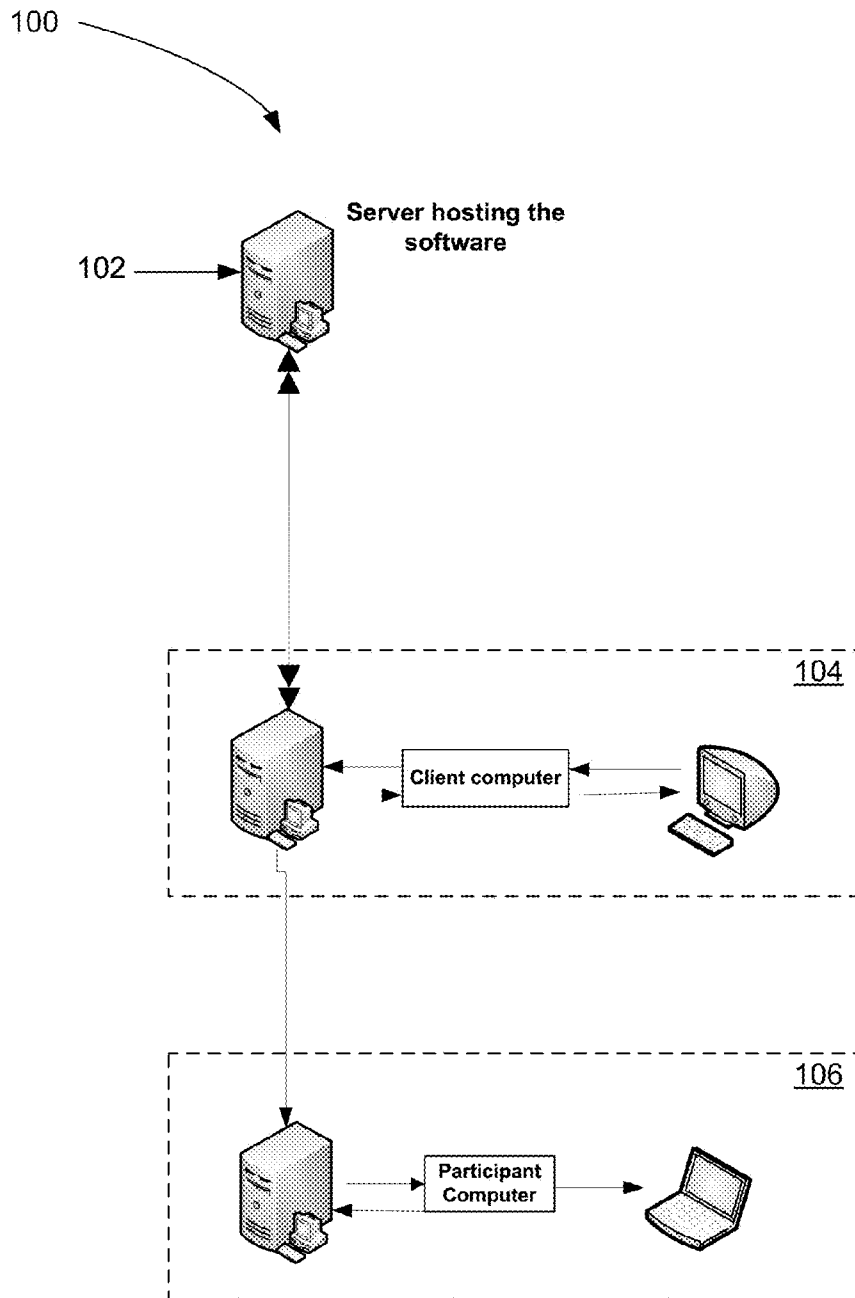 100
Server hosting the
software
102
104
Client computer
106
Participant
Computer